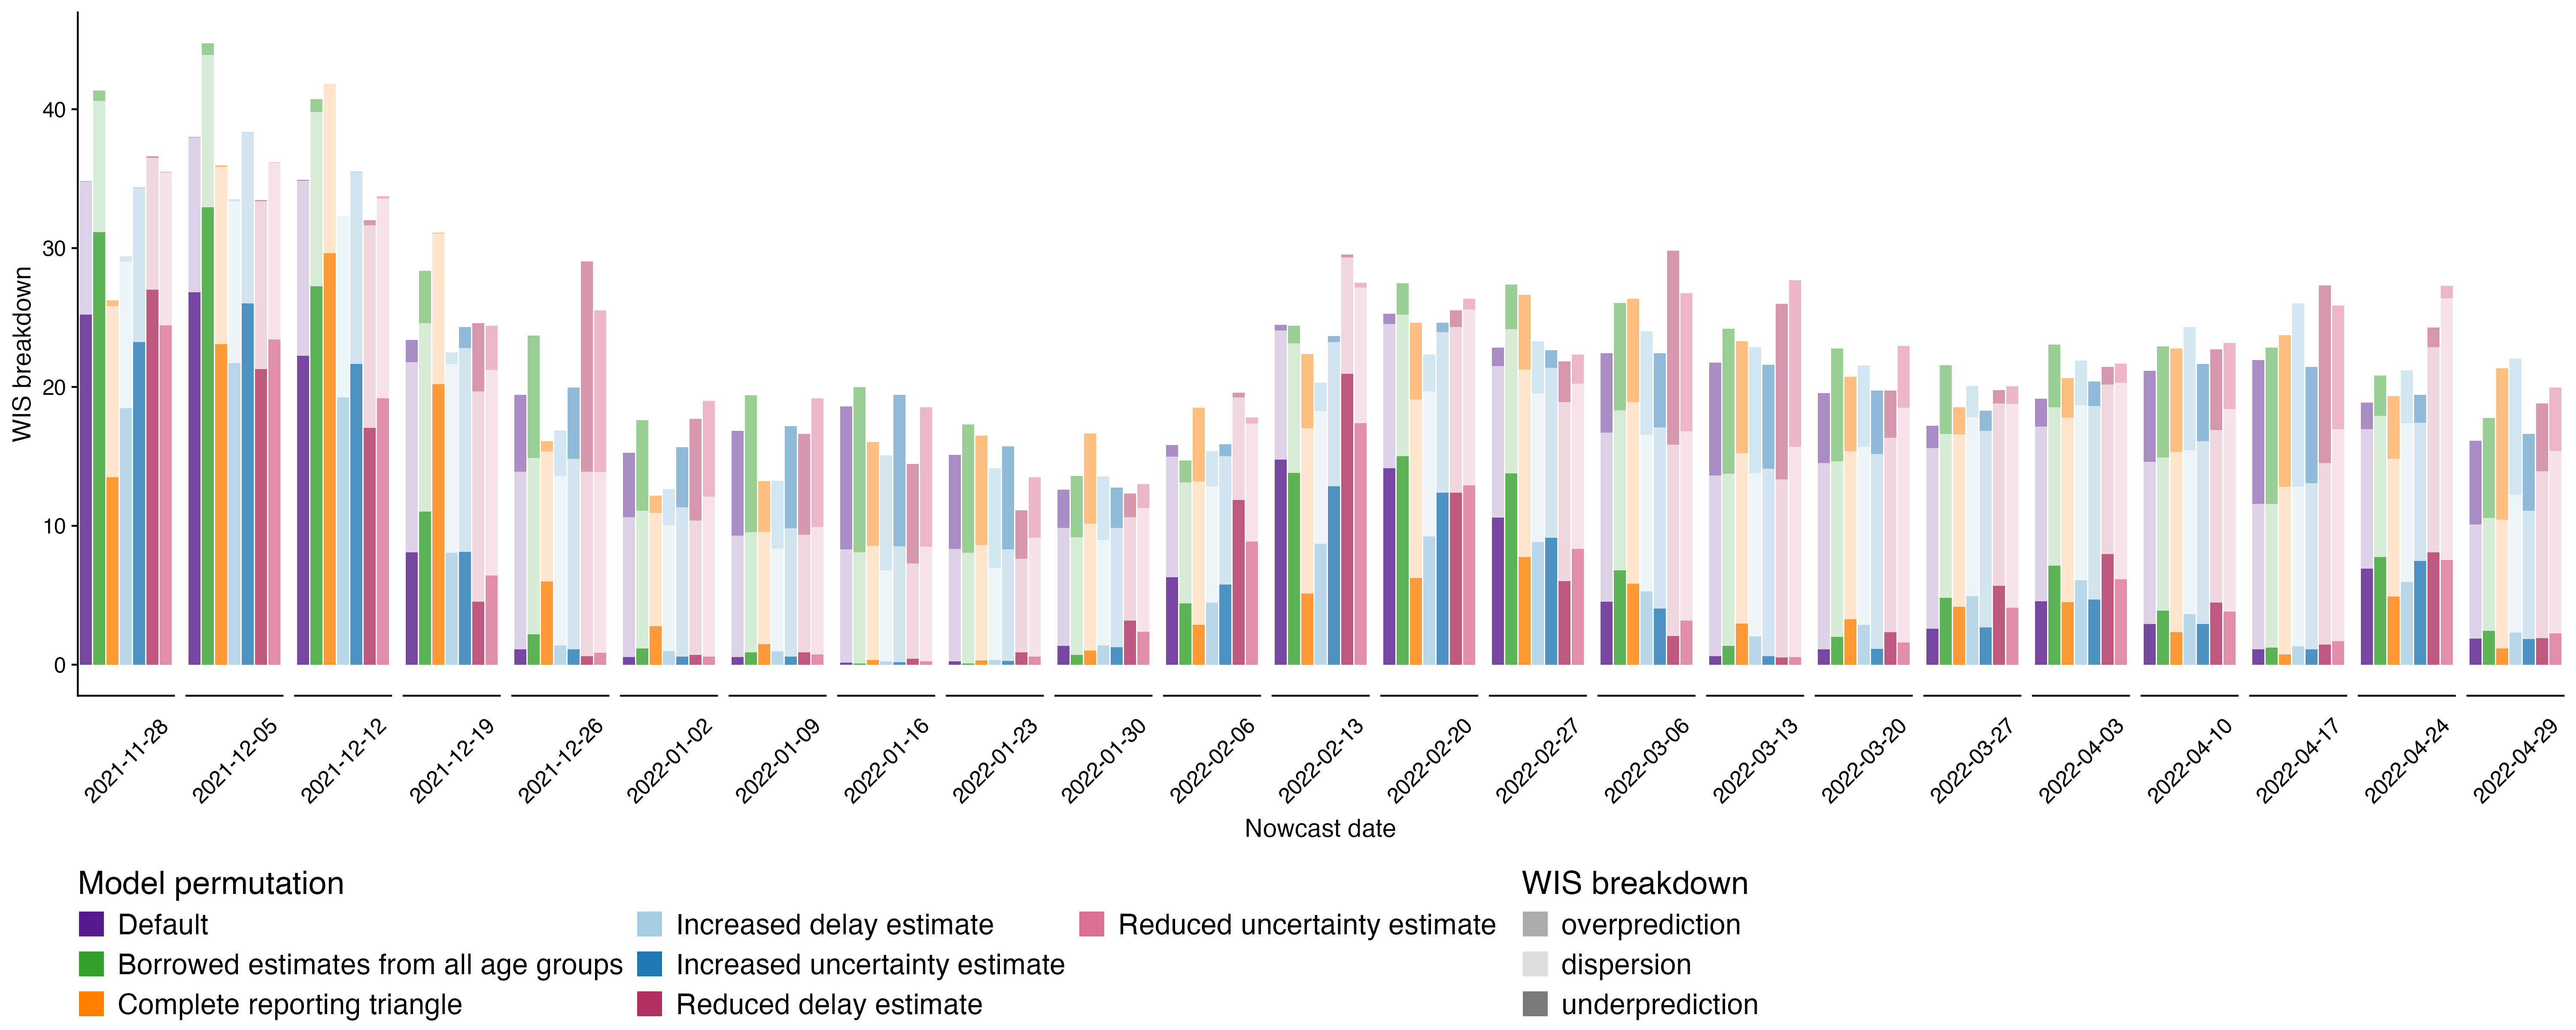 WIS breakdown
40
30
20
10
0
2021-11-28
2021-12-05
2021-12-12
2021-12-19
2021-12-26
2022-01-02
2022-01-09
2022-01-16
2022-01-23
2022-01-30
2022-02-06
2022-02-13
2022-02-20
2022-02-27
2022-03-06
2022-03-13
2022-03-20
2022-03-27
2022-04-03
2022-04-10
2022-04-17
2022-04-24
2022-04-29
Nowcast date
Model permutation
Default
Borrowed estimates from all age groups
Complete reporting triangle
Increased delay estimate
Increased uncertainty estimate
Reduced delay estimate
Reduced uncertainty estimate
WIS breakdown
overprediction
dispersion
underprediction